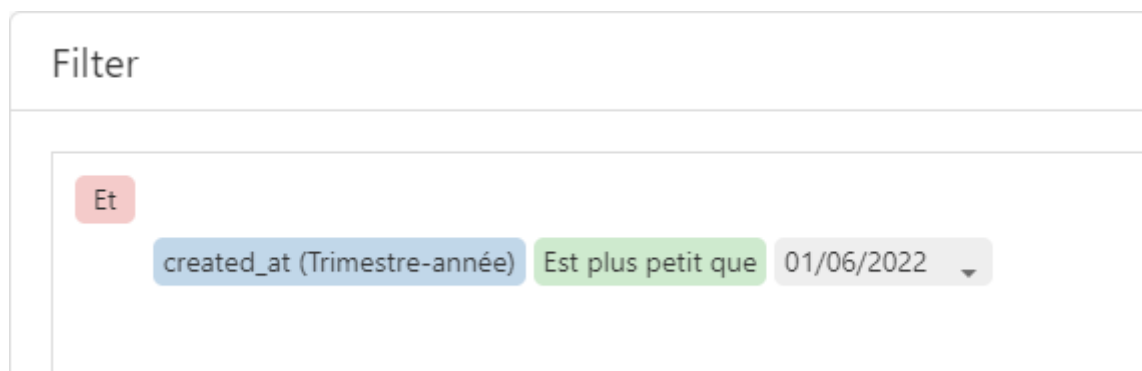 Filter
Et
created_at (Trimestre-année) Est plus petit que 01/06/2022